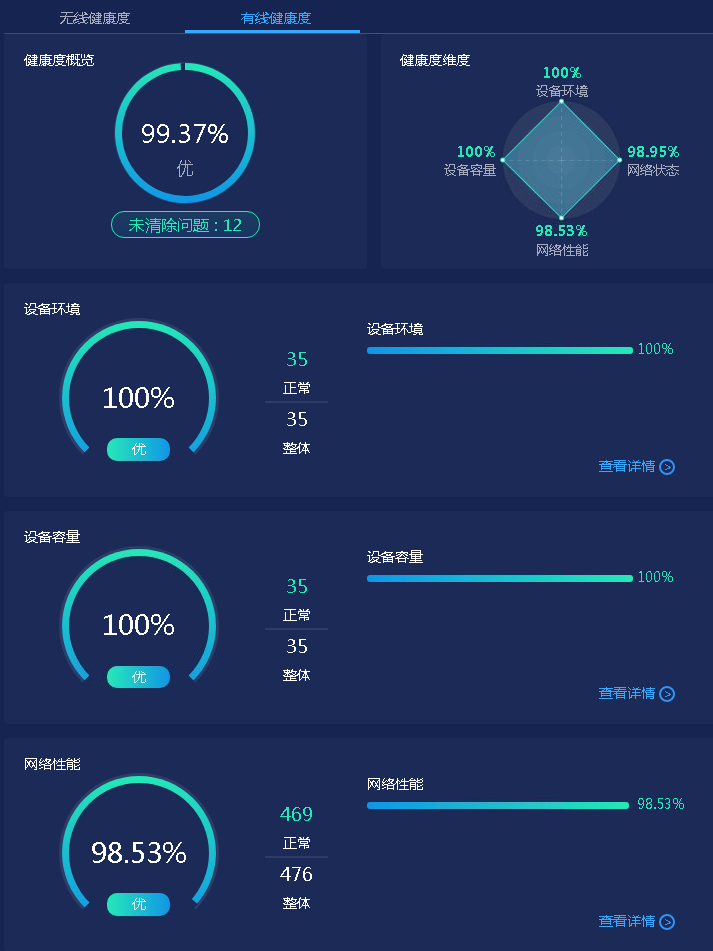 无线健康度
有线健康度
健康度概览
99.37%
优
未清除问题 : 12
健康度维度
100%
设备环境
100%
设备容量
98.95%
网络状态
98.53%
网络性能
设备环境
100%
优
35
正常
35
整体
设备环境
100%
查看详情
设备容量
100%
优
35
正常
35
整体
设备容量
100%
查看详情
网络性能
98.53%
优
469
正常
476
整体
网络性能
98.53%
查看详情